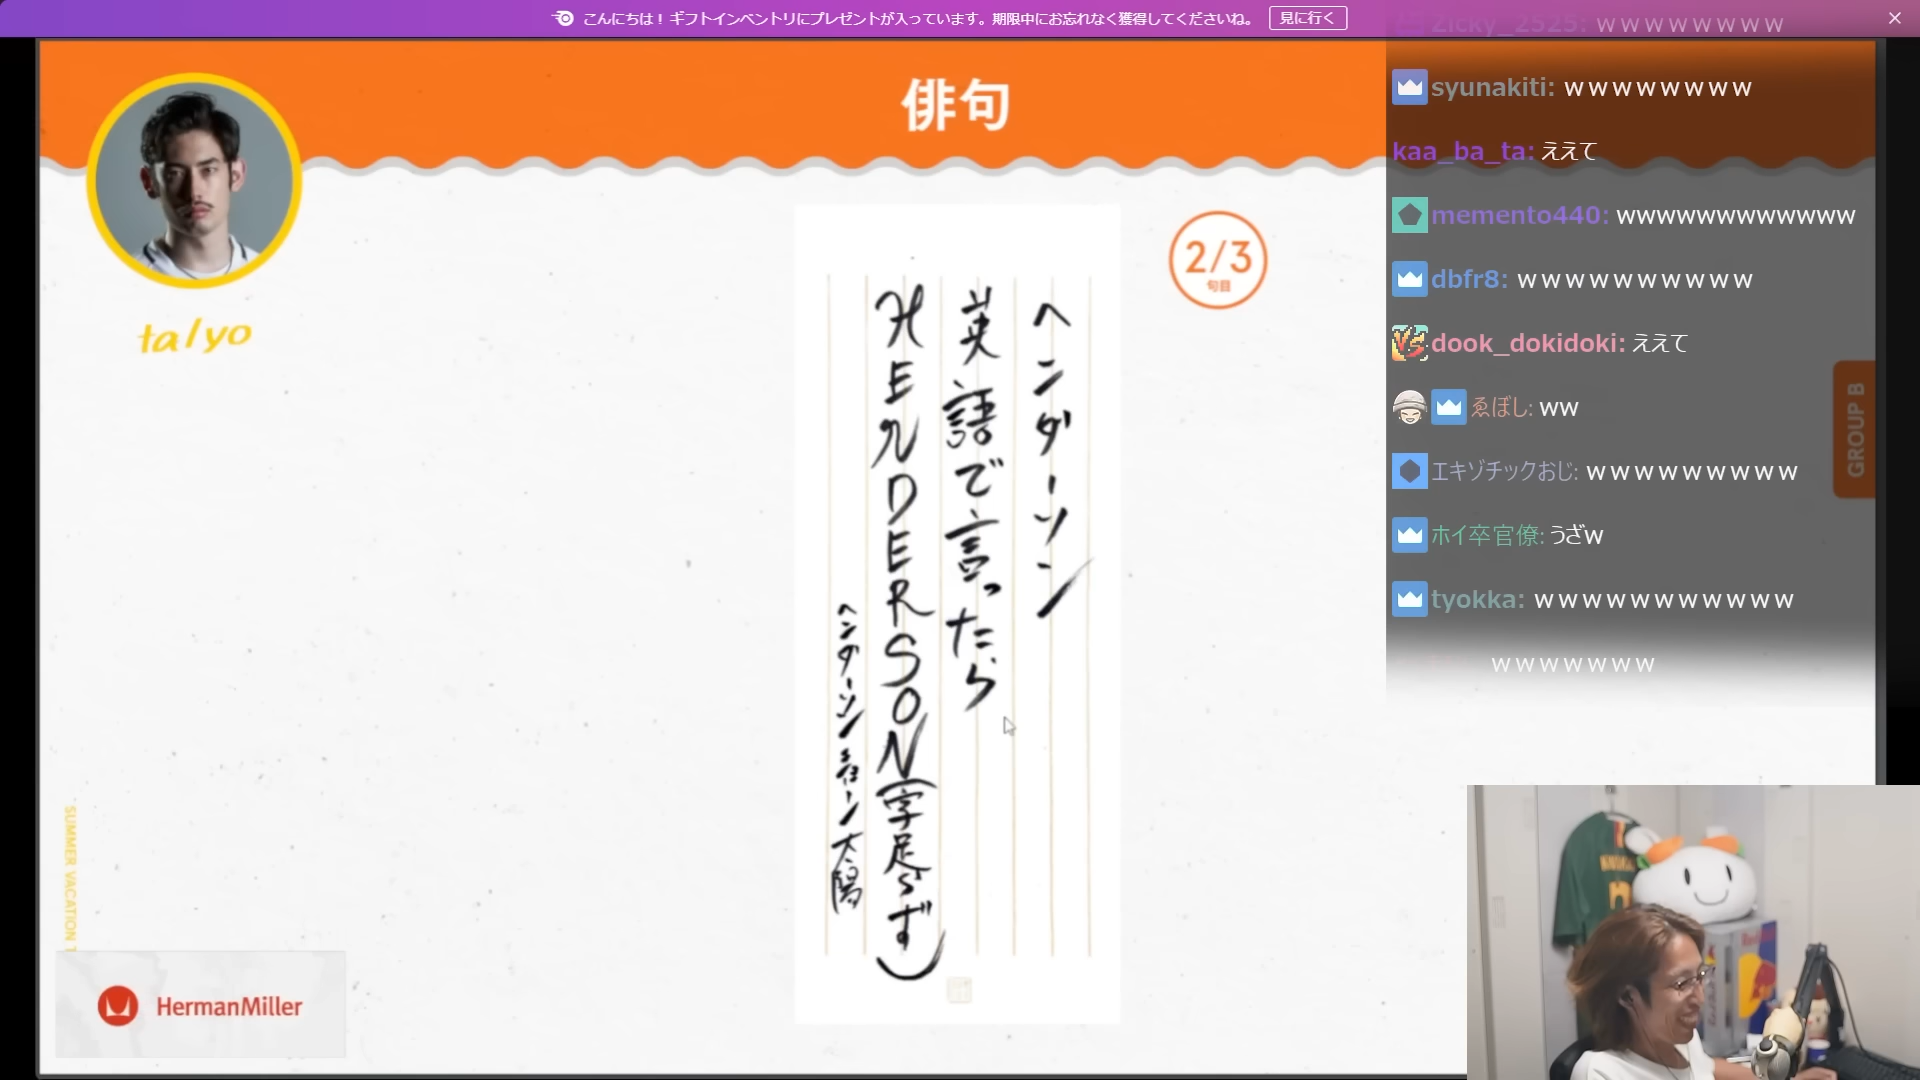 こんにちは！ギフトインベントリにプレゼントが入っています。期限中にお忘れなく獲得してくださいね。 見に行く
俳句
ta1yo
2/3
句目
ヘンダーソン
英語で言ったら
HENDERSON(字足らず)
ヘンダーソン 太陽
Zicky_2525: ｗｗｗｗｗｗｗｗ
syunakiti: ｗｗｗｗｗｗｗｗ
kaa_ba_ta: ええて
memento440: wwwwwwwwwwww
dbfr8: ｗｗｗｗｗｗｗｗｗｗ
dook_dokidoki: ええて
ゑぼし: ww
エキゾチックおじ: ｗｗｗｗｗｗｗｗｗ
ホイ卒官僚: うざw
tyokka: ｗｗｗｗｗｗｗｗｗｗｗ
ｗｗｗｗｗｗｗ
GROUP B
SUMMER VACATION
HermanMiller